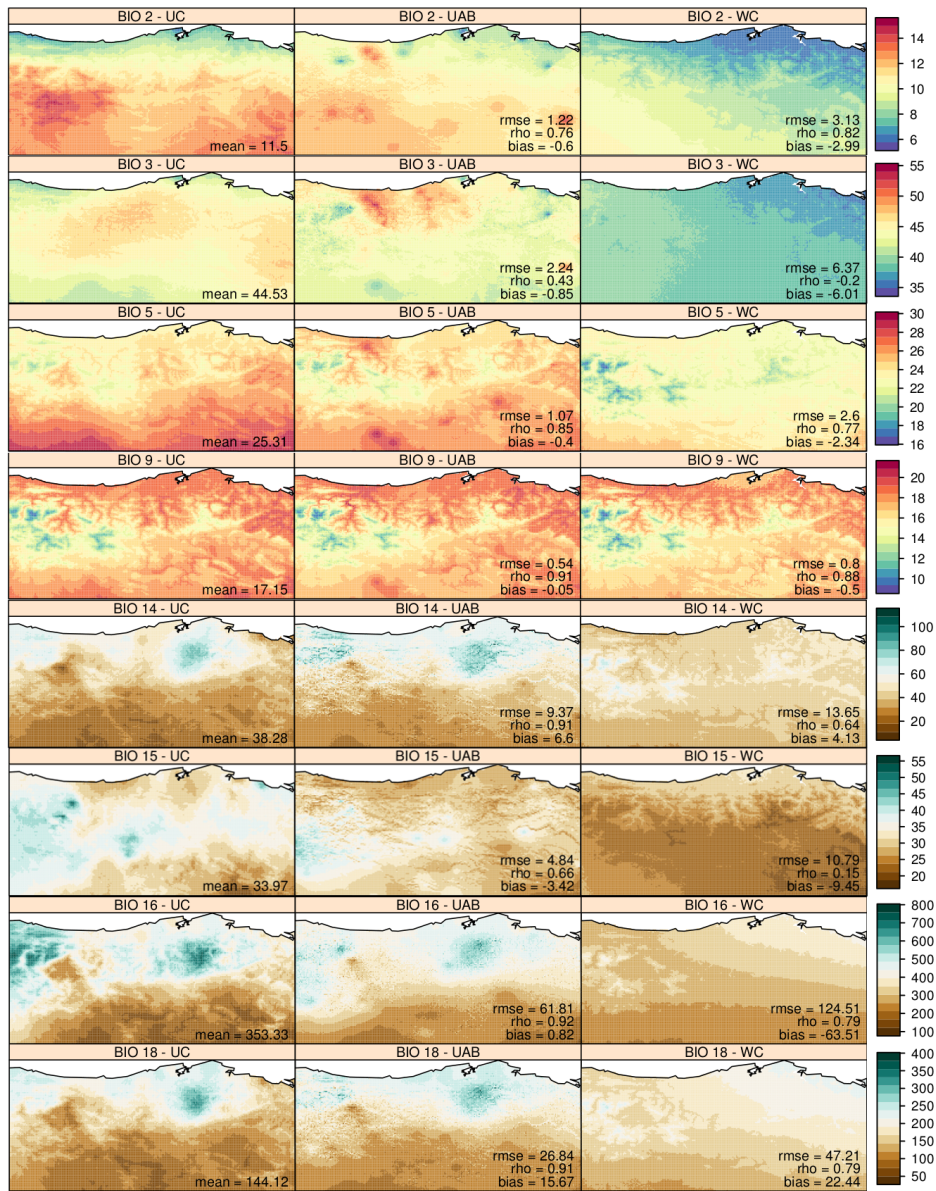 BIO 2 - UC
BIO 2 - UAB
BIO 2 - WC
mean = 11.5
rmse = 1.22
rho = 0.76
bias = -0.6
rmse = 3.13
rho = 0.82
bias = -2.99
14
12
10
8
6
BIO 3 - UC
BIO 3 - UAB
BIO 3 - WC
mean = 44.53
rmse = 2.24
rho = 0.43
bias = -0.85
rmse = 6.37
rho = -0.2
bias = -6.01
55
50
45
40
35
BIO 5 - UC
BIO 5 - UAB
BIO 5 - WC
mean = 25.31
rmse = 1.07
rho = 0.85
bias = -0.4
rmse = 2.6
rho = 0.77
bias = -2.34
30
28
26
24
22
20
18
16
BIO 9 - UC
BIO 9 - UAB
BIO 9 - WC
mean = 17.15
rmse = 0.54
rho = 0.91
bias = -0.05
rmse = 0.8
rho = 0.88
bias = -0.5
20
18
16
14
12
10
BIO 14 - UC
BIO 14 - UAB
BIO 14 - WC
mean = 38.28
rmse = 9.37
rho = 0.91
bias = 6.6
rmse = 13.65
rho = 0.64
bias = 4.13
100
80
60
40
20
BIO 15 - UC
BIO 15 - UAB
BIO 15 - WC
mean = 33.97
rmse = 4.84
rho = 0.66
bias = -3.42
rmse = 10.79
rho = 0.15
bias = -9.45
55
50
45
40
35
30
25
20
BIO 16 - UC
BIO 16 - UAB
BIO 16 - WC
mean = 353.33
rmse = 61.81
rho = 0.92
bias = 0.82
rmse = 124.51
rho = 0.79
bias = -63.51
800
700
600
500
400
300
200
100
BIO 18 - UC
BIO 18 - UAB
BIO 18 - WC
mean = 144.12
rmse = 26.84
rho = 0.91
bias = 15.67
rmse = 47.21
rho = 0.79
bias = 22.44
400
350
300
250
200
150
100
50